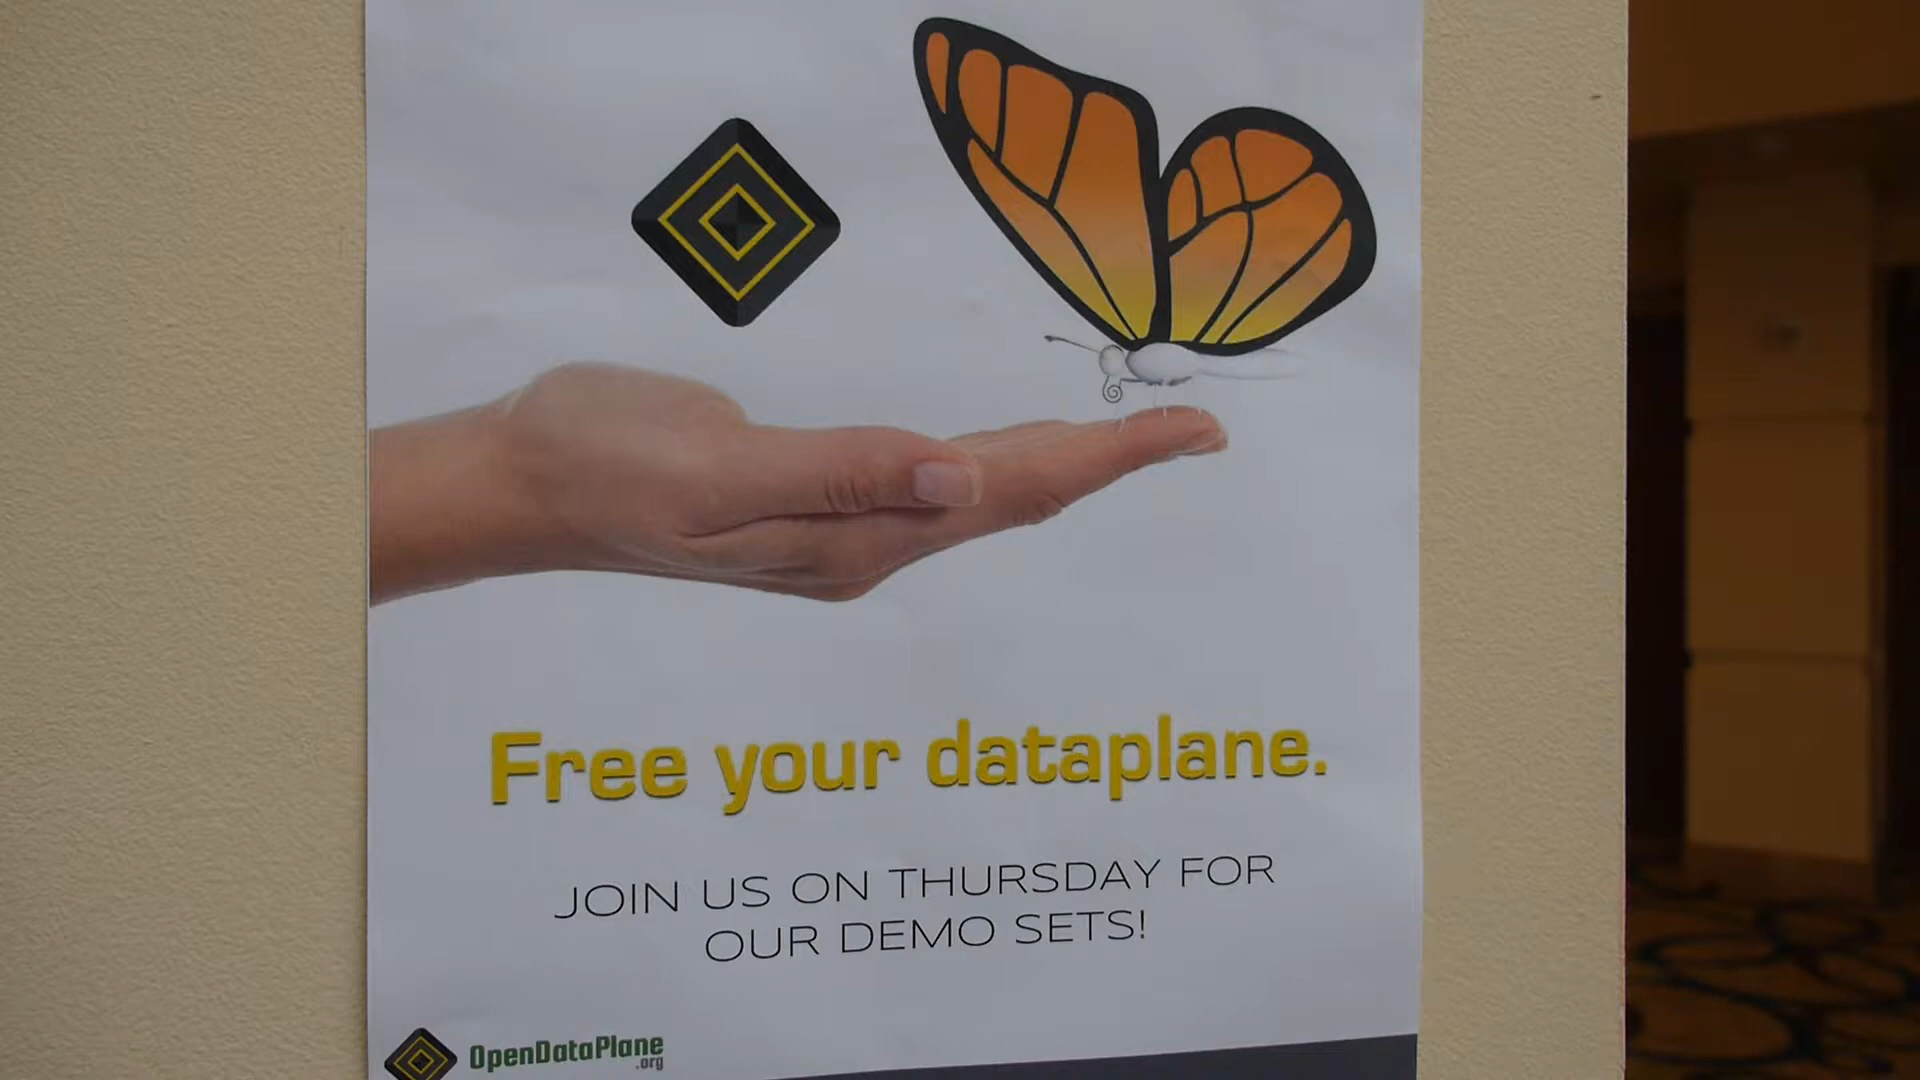 Free your dataplane.
JOIN US ON THURSDAY FOR
OUR DEMO SETS!
OpenDataPlane
.org